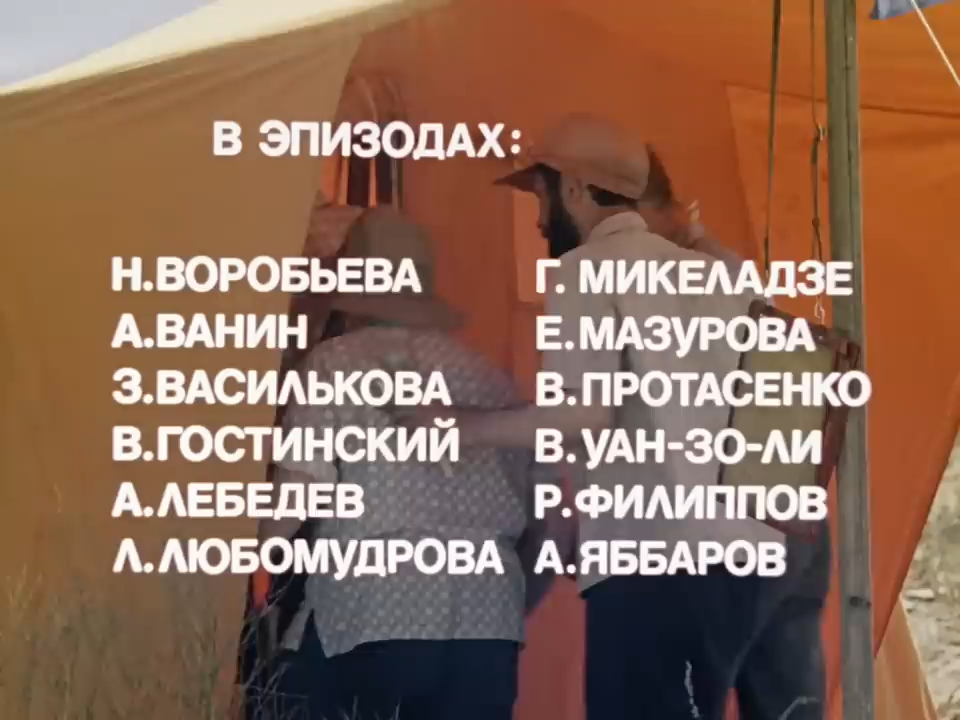 В ЭПИЗОДАХ:
Н.ВОРОБЬЕВА
А.ВАНИН
З.ВАСИЛЬКОВА
В.ГОСТИНСКИЙ
А.ЛЕБЕДЕВ
Л.ЛЮБОМУДРОВА
Г. МИКЕЛАДЗЕ
Е.МАЗУРОВА
В.ПРОТАСЕНКО
В.УАН-ЗО-ЛИ
Р.ФИЛИППОВ
А.ЯББАРОВ